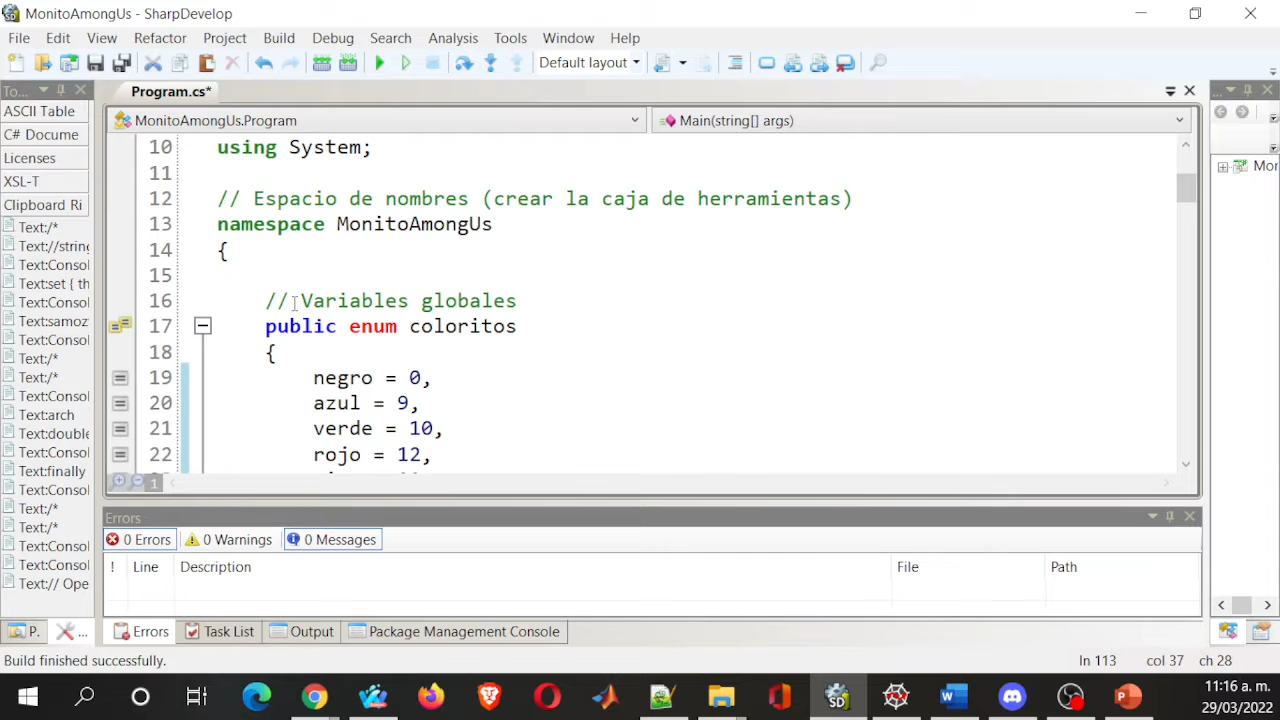 MonitoAmongUs - SharpDevelop
File Edit View Refactor Project Build Debug Search Analysis Tools Window Help
Default layout
To...
Program.cs*
ASCII Table
C# Docume
Licenses
XSL-T
Clipboard Ri
Text:/*
Text://string
Text:Consol
Text:set { th
Text:Consol
Text:samoz
Text:Consol
Text:/*
Text:/*
Text:Consol
Text:arch
Text:double
Text:Consol
Text:finally
Text:Consol
Text:/*
Text:/*
Text:Consol
Text:Consol
Text:// Ope
MonitoAmongUs.Program
Main(string[] args)
10 using System;
11
12 // Espacio de nombres (crear la caja de herramientas)
13 namespace MonitoAmongUs
14 {
15
16 // Variables globales
17 public enum coloritos
18 {
19 negro = 0,
20 azul = 9,
21 verde = 10,
22 rojo = 12,
1
Errors
0 Errors 0 Warnings 0 Messages
! Line Description File Path
P. ...
Errors Task List Output Package Management Console
...
Mor
Build finished successfully.
ln 113 col 37 ch 28
11:16 a. m.
29/03/2022